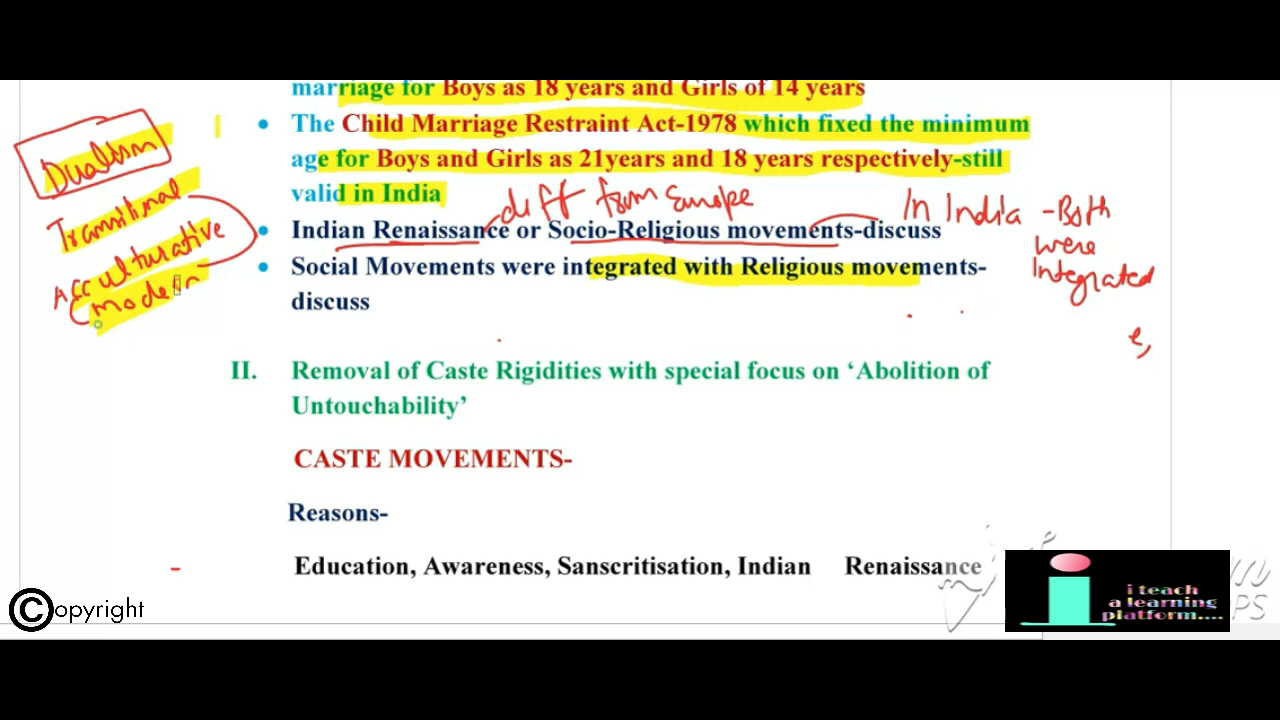 marriage for Boys as 18 years and Girls of 14 years
• The Child Marriage Restraint Act-1978 which fixed the minimum
age for Boys and Girls as 21years and 18 years respectively-still
valid in India
diff from Europe
In India - Both
were
Integrated
• Indian Renaissance or Socio-Religious movements-discuss
• Social Movements were integrated with Religious movements-
discuss
Dualism
Transitional
Acculturative
(modern
II. Removal of Caste Rigidities with special focus on ‘Abolition of
Untouchability’
CASTE MOVEMENTS-
Reasons-
- Education, Awareness, Sanscritisation, Indian Renaissance
Copyright
i teach
a learning
platform....
PS